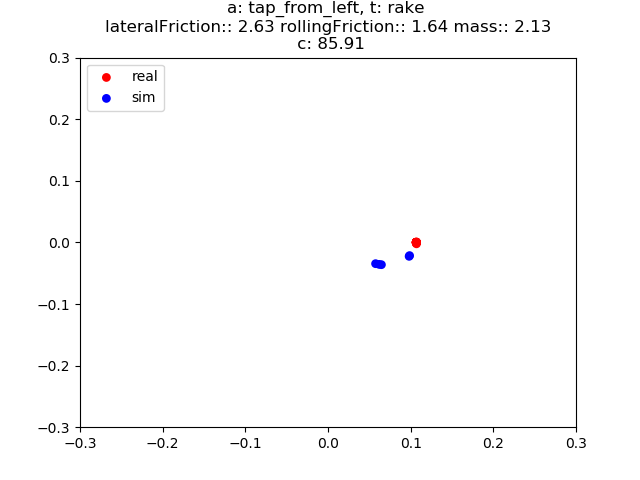 a: tap_from_left, t: rake
lateralFriction:: 2.63 rollingFriction:: 1.64 mass:: 2.13
c: 85.91
real
sim
0.3
0.2
0.1
0.0
−0.1
−0.2
−0.3
−0.3 −0.2 −0.1 0.0 0.1 0.2 0.3